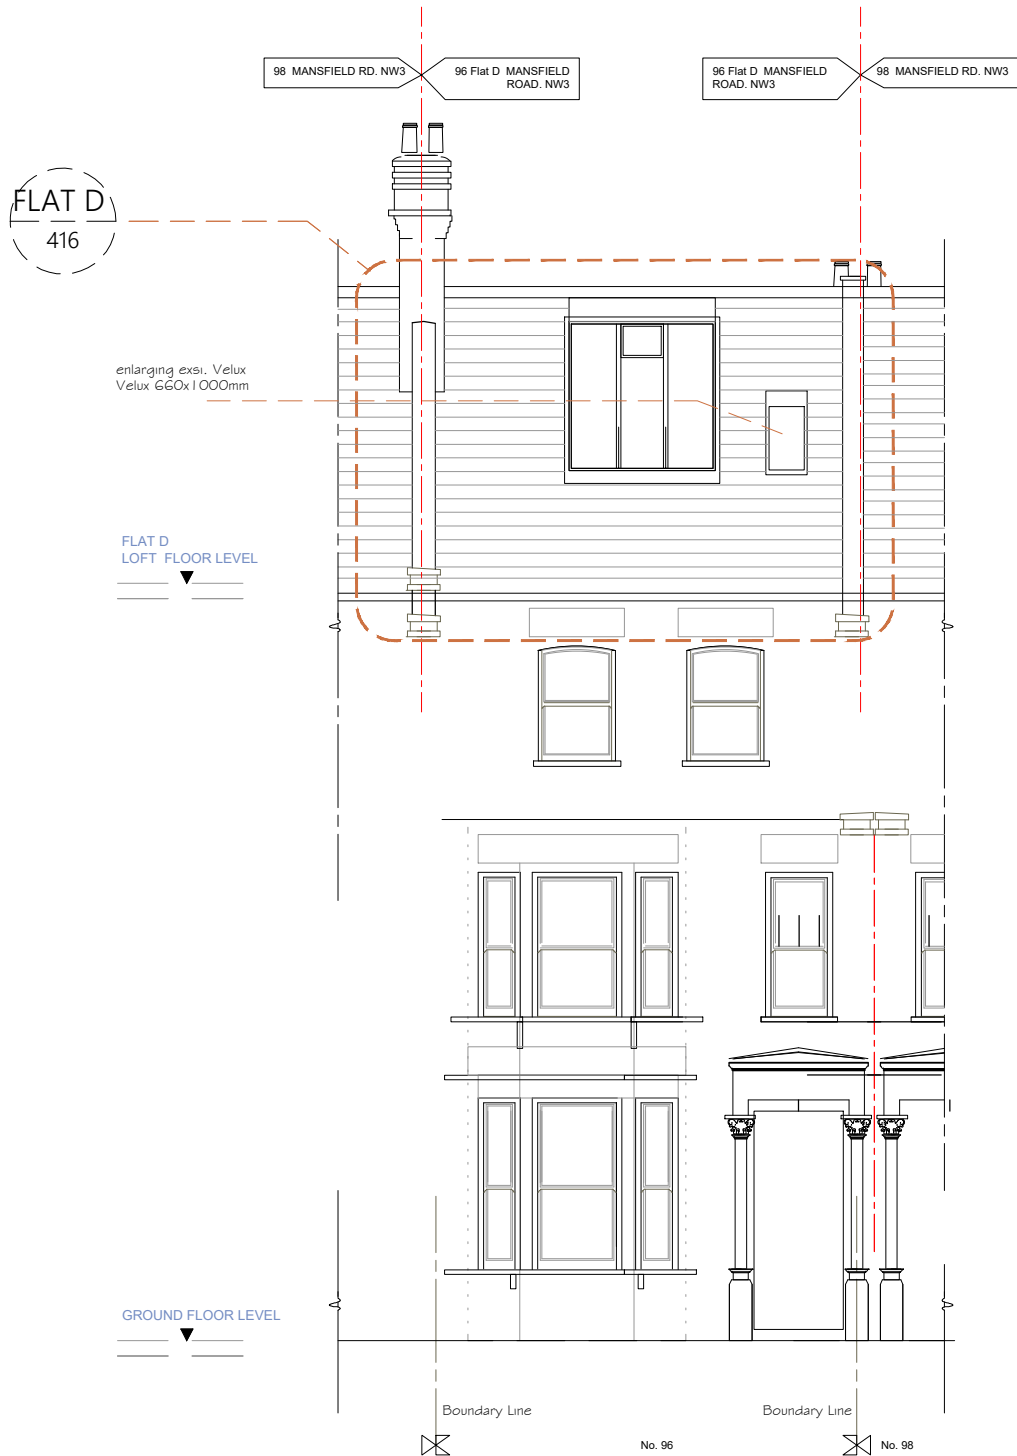 98 MANSFIELD RD. NW3
96 Flat D MANSFIELD
ROAD. NW3
96 Flat D MANSFIELD
ROAD. NW3
98 MANSFIELD RD. NW3
FLAT D
416
enlarging exsi. Velux
Velux 660x1000mm
FLAT D
LOFT FLOOR LEVEL
GROUND FLOOR LEVEL
Boundary Line
Boundary Line
No. 96
No. 98